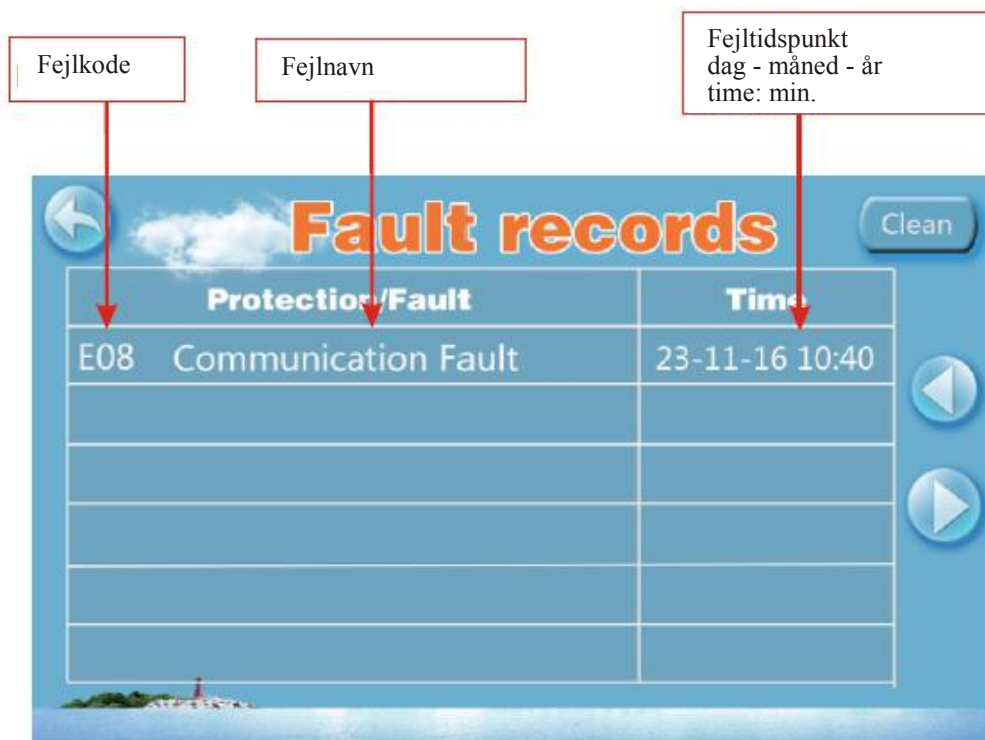 Fejlkode
Fejlnavn
Fejltidspunkt
dag - måned - år
time: min.
Fault records
Clean
Protection/Fault
Time
E08 Communication Fault
23-11-16 10:40